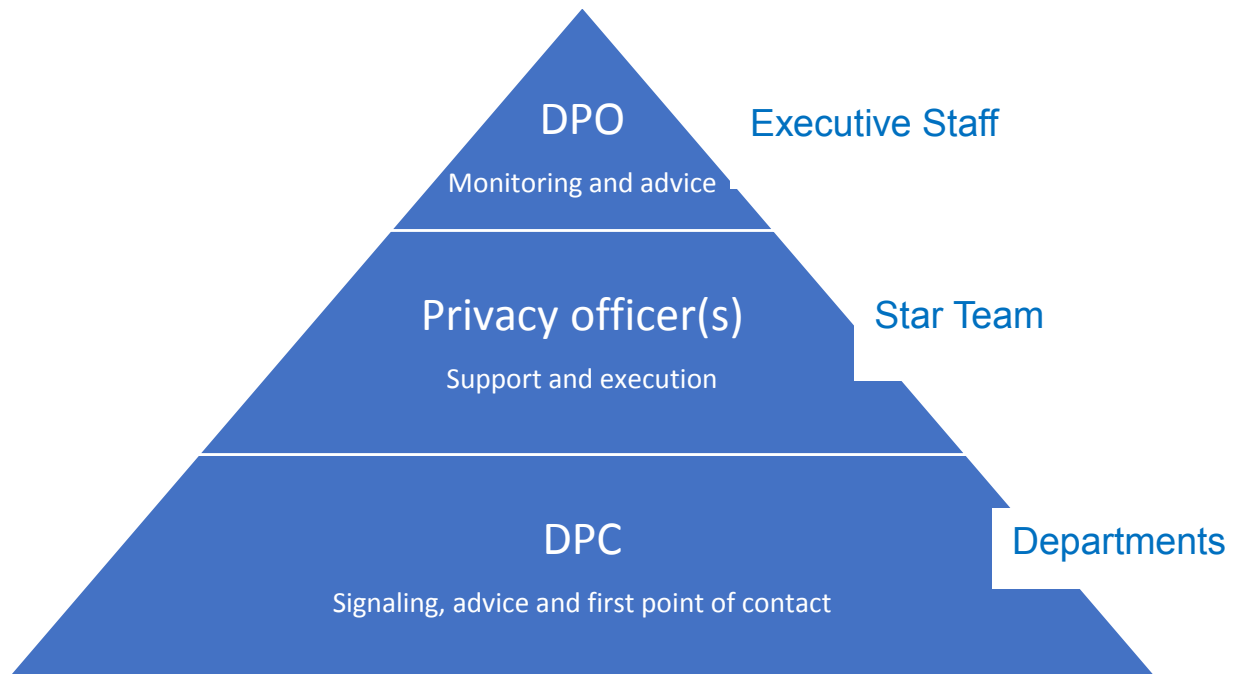 DPO
Executive Staff
Monitoring and advice
Privacy officer(s)
Star Team
Support and execution
DPC
Departments
Signaling, advice and first point of contact